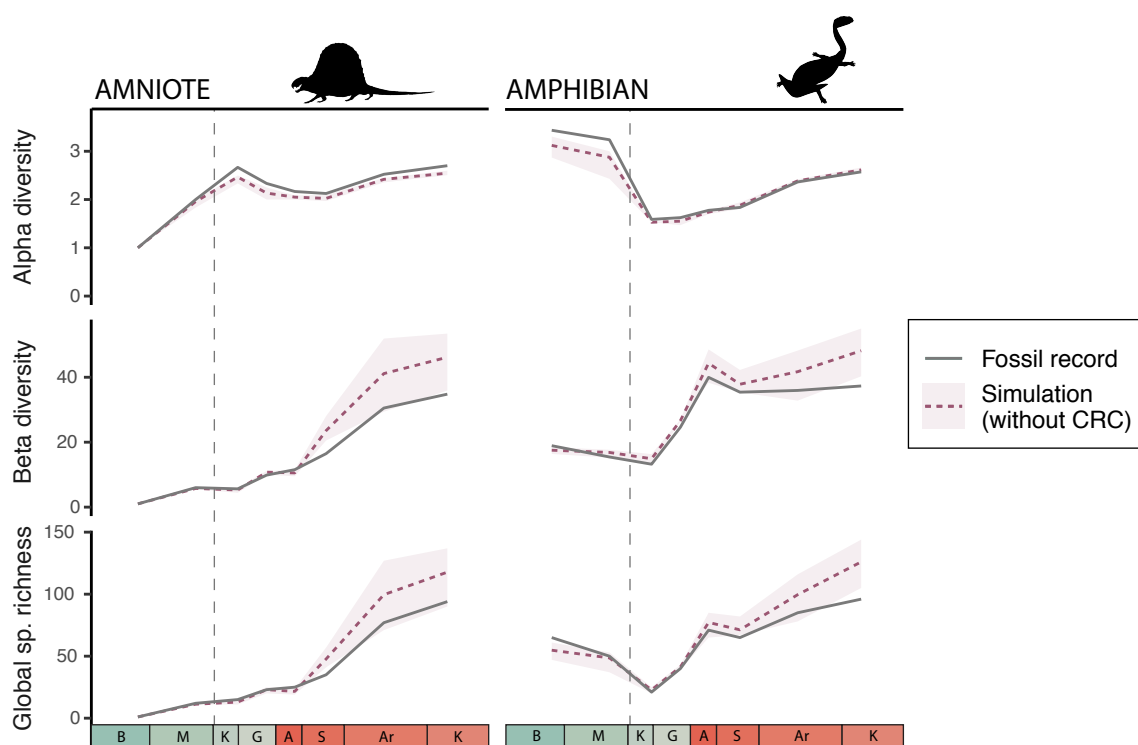 AMNIOTE
AMPHIBIAN
Alpha diversity
3
2
1
0
Beta diversity
40
20
0
Global sp. richness
150
100
50
0
Fossil record
Simulation
(without CRC)
B M K G A S Ar K
B M K G A S Ar K